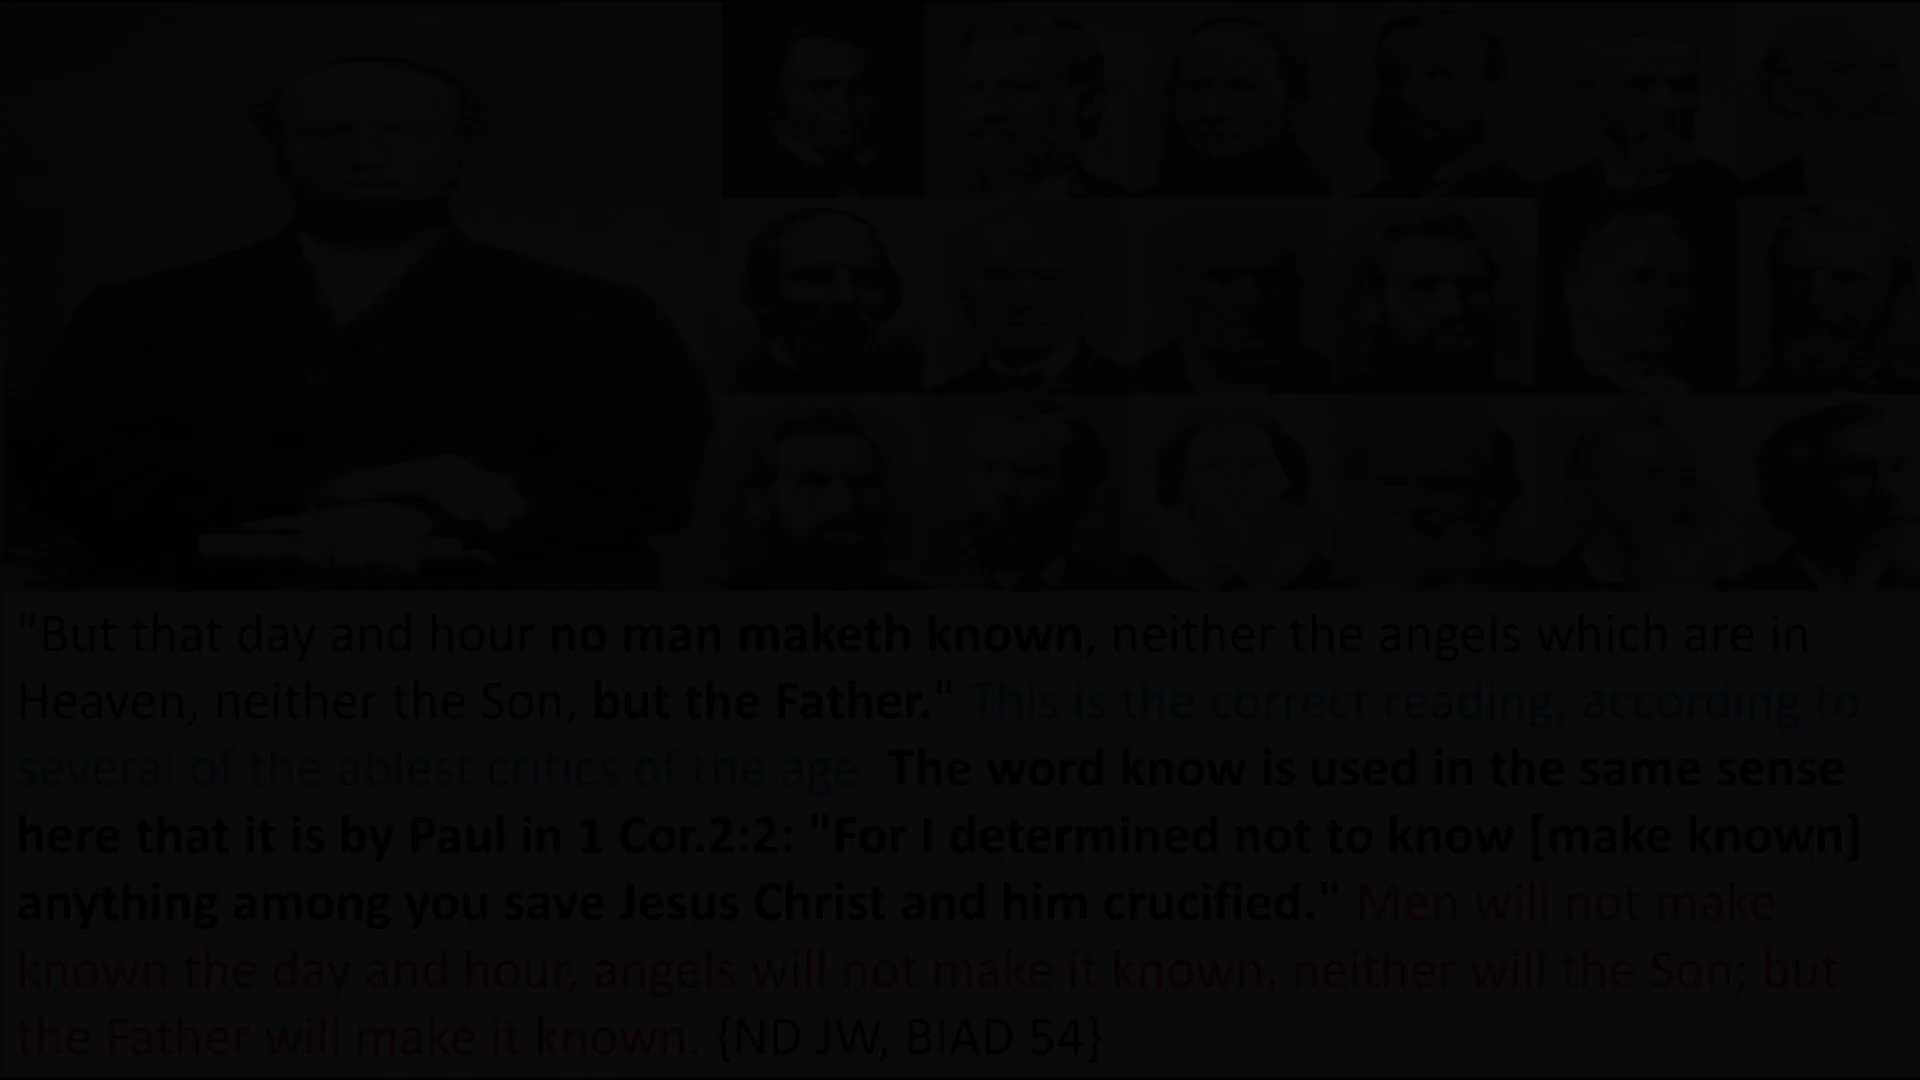 "But that day and hour no man maketh known, neither the angels which are in
Heaven, neither the Son, but the Father." This is the correct reading, according to
several of the ablest critics of the age. The word know is used in the same sense
here that it is by Paul in 1 Cor.2:2: "For I determined not to know [make known]
anything among you save Jesus Christ and him crucified." Men will not make
known the day and hour, angels will not make it known, neither will the Son; but
the Father will make it known. {ND JW, BIAD 54}